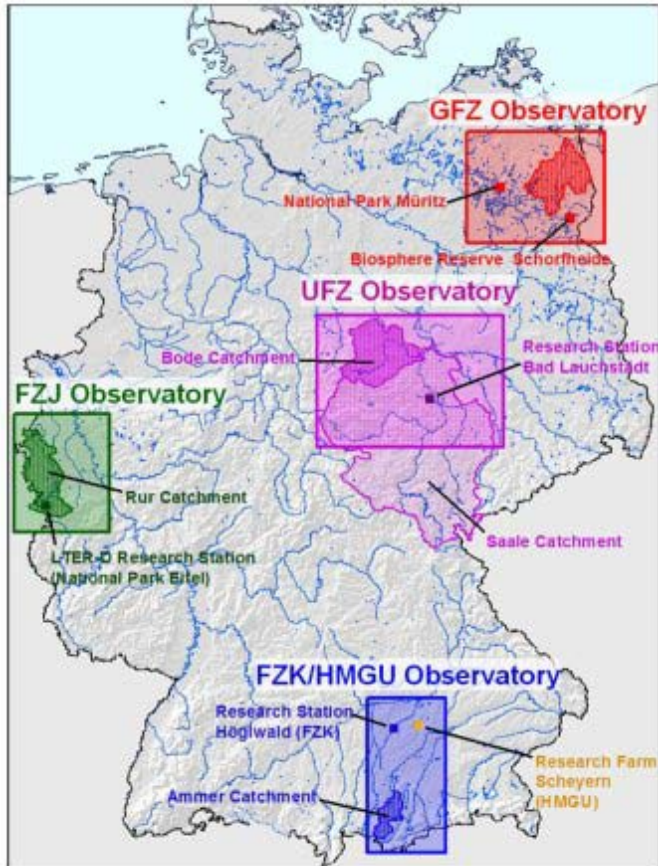 GFZ Observatory
National Park Müritz
Biosphere Reserve Schorfheide
UFZ Observatory
Bode Catchment
Research Station
Bad Lauchstädt
FZJ Observatory
Rur Catchment
Saale Catchment
LTER-D Research Station
(National Park Eifel)
FZK/HMGU Observatory
Research Station
Höglwald (FZK)
Research Farm
Scheyern
(HMGU)
Ammer Catchment